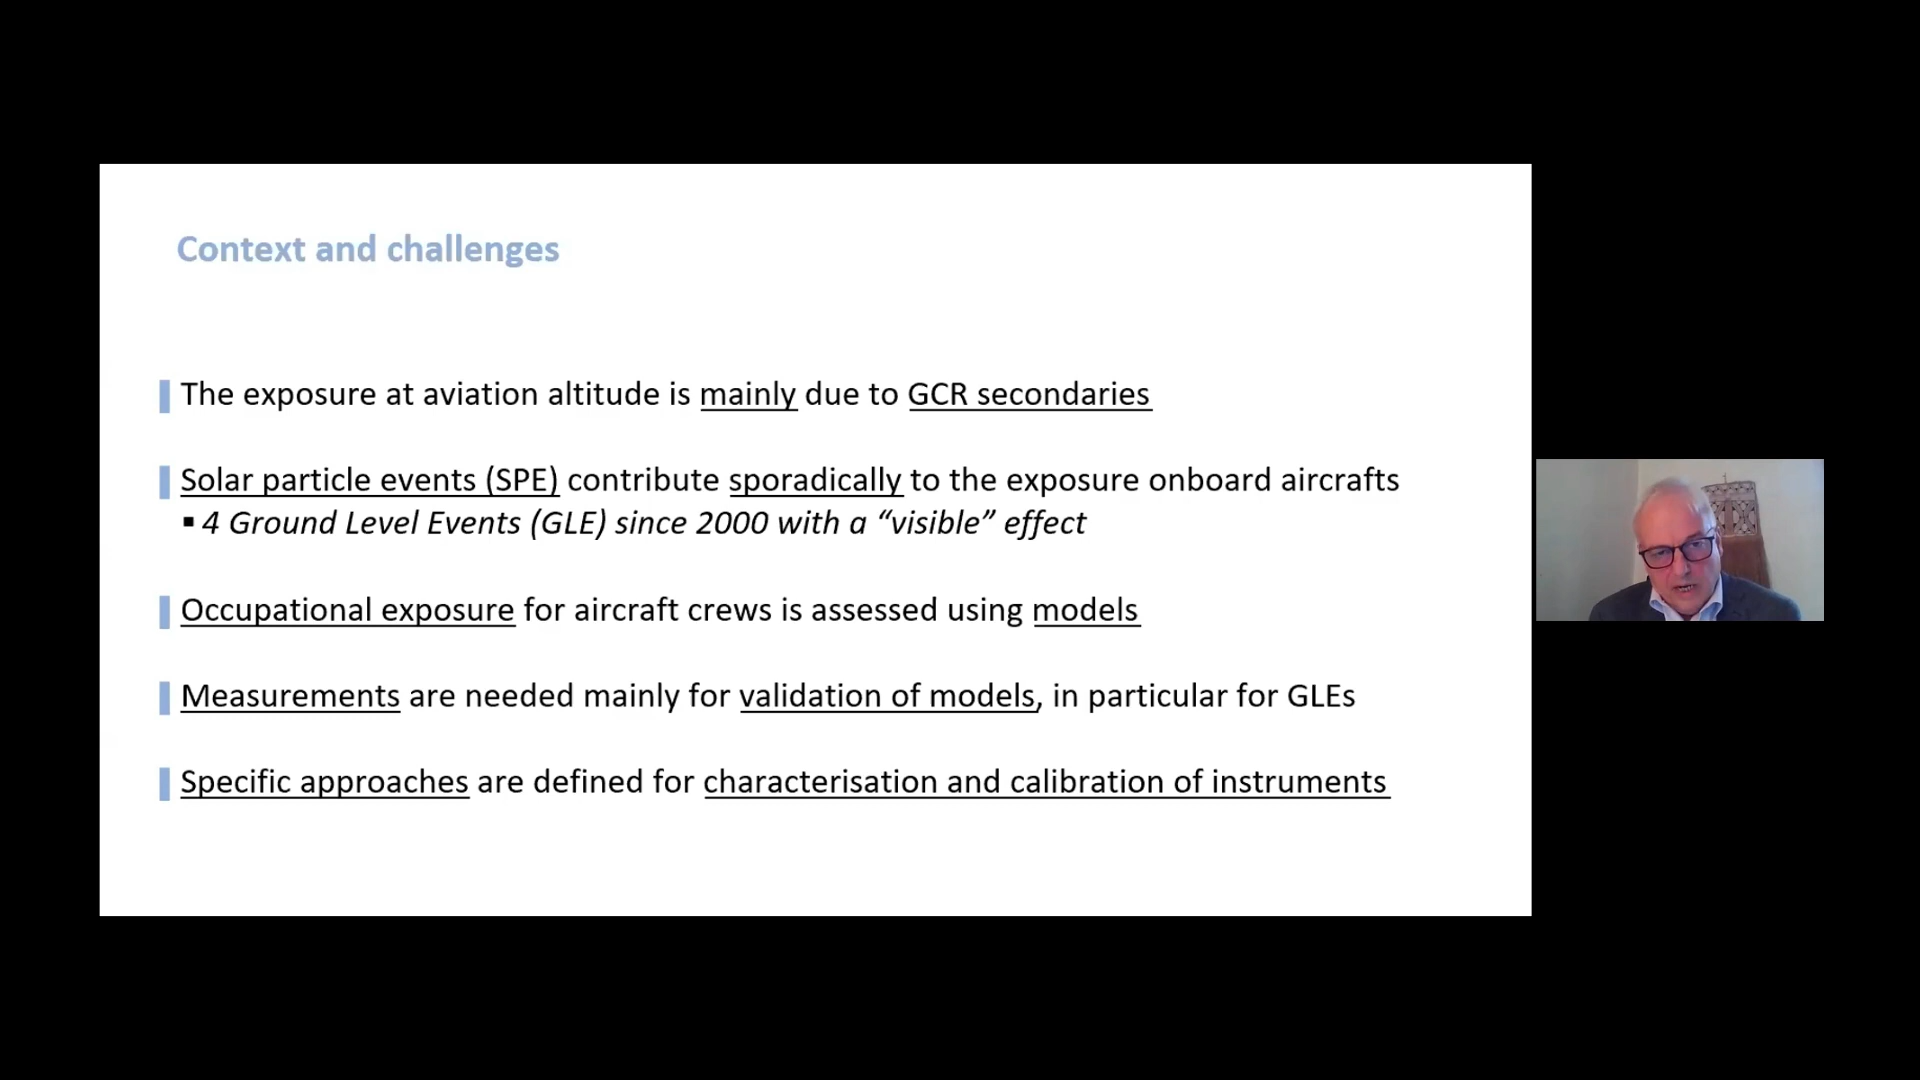 Context and challenges
The exposure at aviation altitude is mainly due to GCR secondaries
Solar particle events (SPE) contribute sporadically to the exposure onboard aircrafts
▪ 4 Ground Level Events (GLE) since 2000 with a “visible” effect
Occupational exposure for aircraft crews is assessed using models
Measurements are needed mainly for validation of models, in particular for GLEs
Specific approaches are defined for characterisation and calibration of instruments